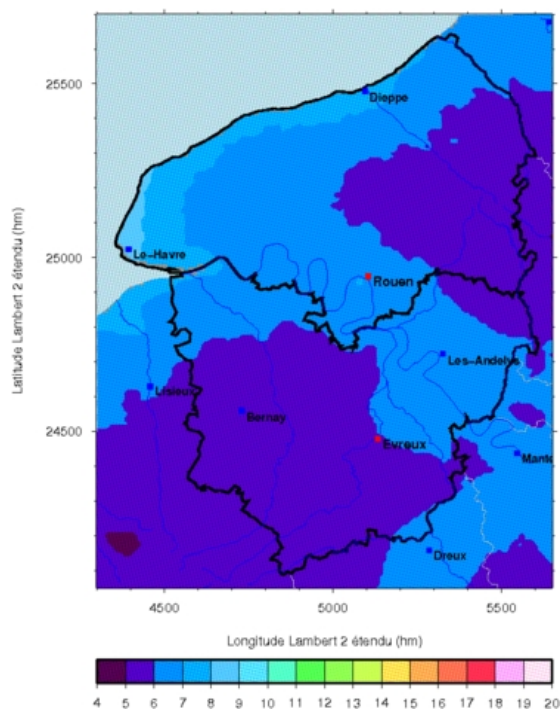 25500
Dieppe
25000
Le-Havre
Rouen
Les-Andelys
Lisieux
Bernay
24500
Evreux
Mante
Dreux
Latitude Lambert 2 étendu (hm)
4500 5000 5500
Longitude Lambert 2 étendu (hm)
4 5 6 7 8 9 10 11 12 13 14 15 16 17 18 19 20